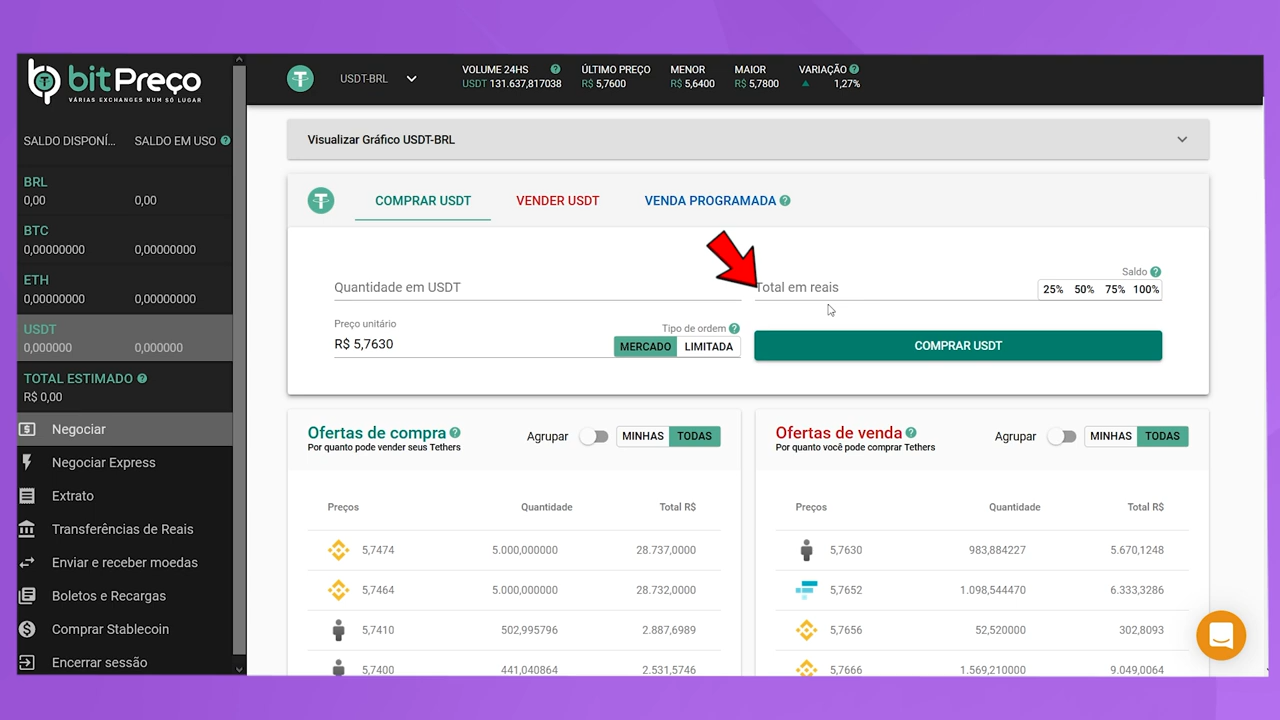 bitPreço
VÁRIAS EXCHANGES NUM SÓ LUGAR
SALDO DISPONÍ... SALDO EM USO ?
BRL
0,00 0,00
BTC
0,00000000 0,00000000
ETH
0,00000000 0,00000000
USDT
0,000000 0,000000
TOTAL ESTIMADO ?
R$ 0,00
Negociar
Negociar Express
Extrato
Transferências de Reais
Enviar e receber moedas
Boletos e Recargas
Comprar Stablecoin
Encerrar sessão
USDT-BRL
VOLUME 24HS ? ÚLTIMO PREÇO MENOR MAIOR VARIAÇÃO ?
USDT 131.637,817038 R$ 5,7600 R$ 5,6400 R$ 5,7800 1,27%
Visualizar Gráfico USDT-BRL
COMPRAR USDT VENDER USDT VENDA PROGRAMADA ?
Saldo ?
Quantidade em USDT Total em reais 25% 50% 75% 100%
Preço unitário Tipo de ordem ?
R$ 5,7630 MERCADO LIMITADA COMPRAR USDT
Ofertas de compra ? Agrupar MINHAS TODAS
Por quanto pode vender seus Tethers
Preços Quantidade Total R$
5,7474 5.000,000000 28.737,0000
5,7464 5.000,000000 28.732,0000
5,7410 502,995796 2.887,6989
5,7400 441,040864 2.531,5746
Ofertas de venda ? Agrupar MINHAS TODAS
Por quanto você pode comprar Tethers
Preços Quantidade Total R$
5,7630 983,884227 5.670,1248
5,7652 1.098,544470 6.333,3286
5,7656 52,520000 302,8093
5,7666 1.569,210000 9.049,0064